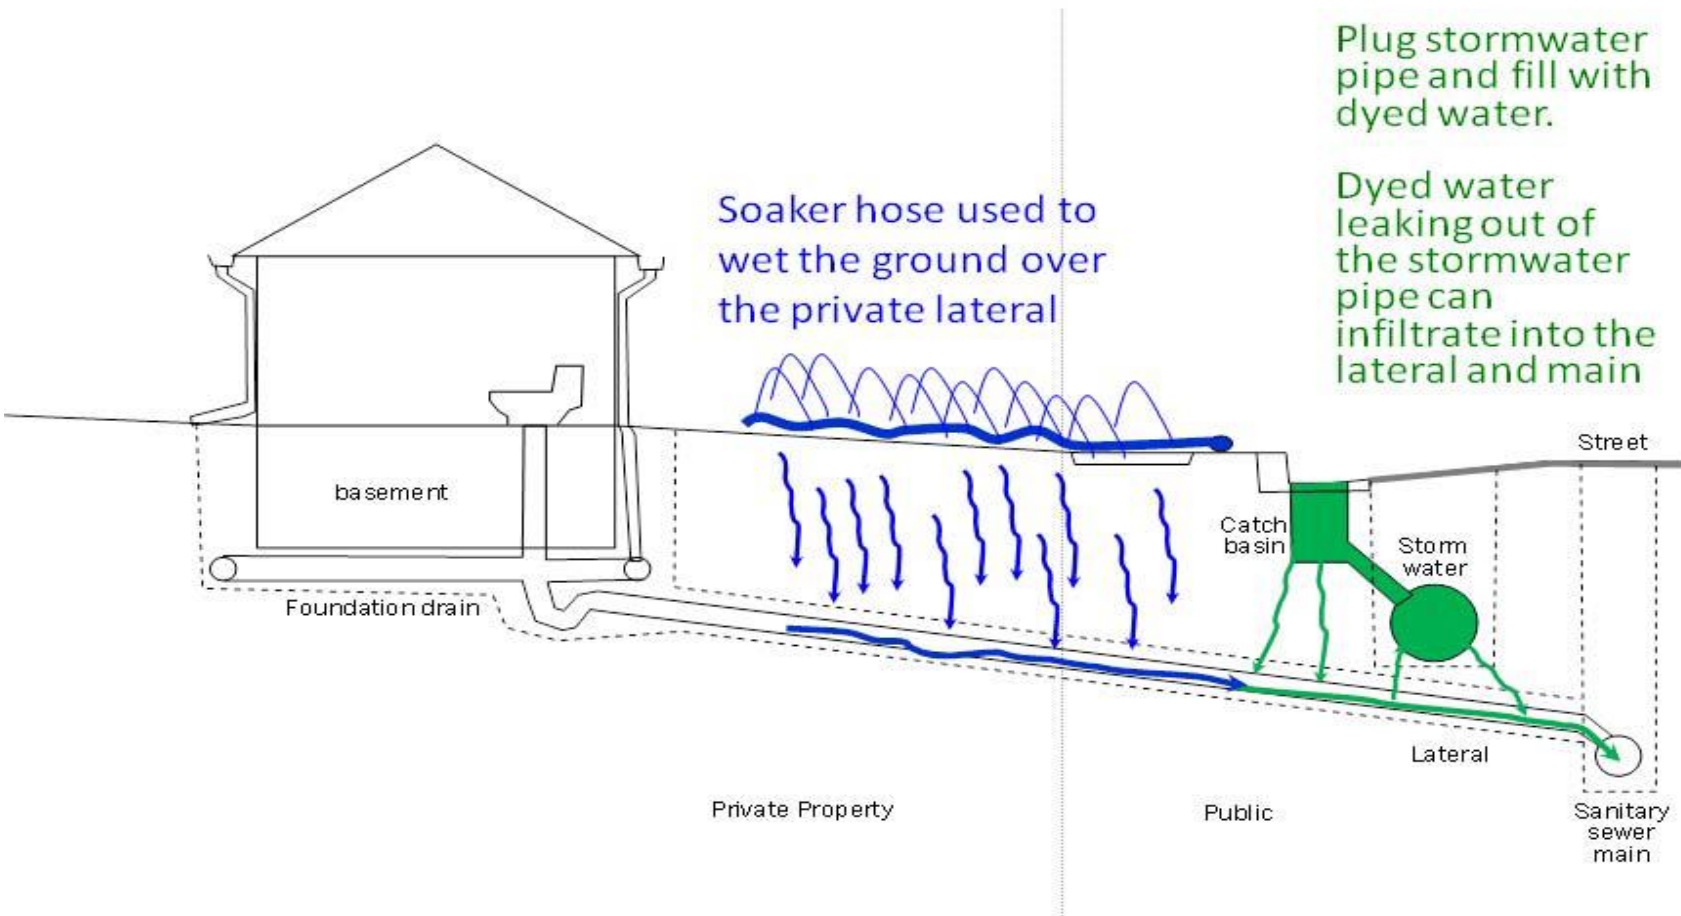 Plug stormwater
pipe and fill with
dyed water.
Dyed water
leaking out of
the stormwater
pipe can
infiltrate into the
lateral and main
Soaker hose used to
wet the ground over
the private lateral
Street
basement
Catch
basin
Storm
water
Foundation drain
Lateral
Private Property
Public
Sanitary
sewer
main